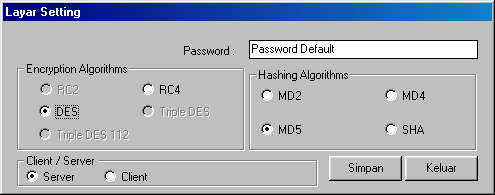 Layar Setting
Password :
Password Default
Encryption Algorithms
RC2
RC4
DES
Triple DES
Triple DES 112
Hashing Algorithms
MD2
MD4
MD5
SHA
Client / Server
Server
Client
Simpan
Keluar